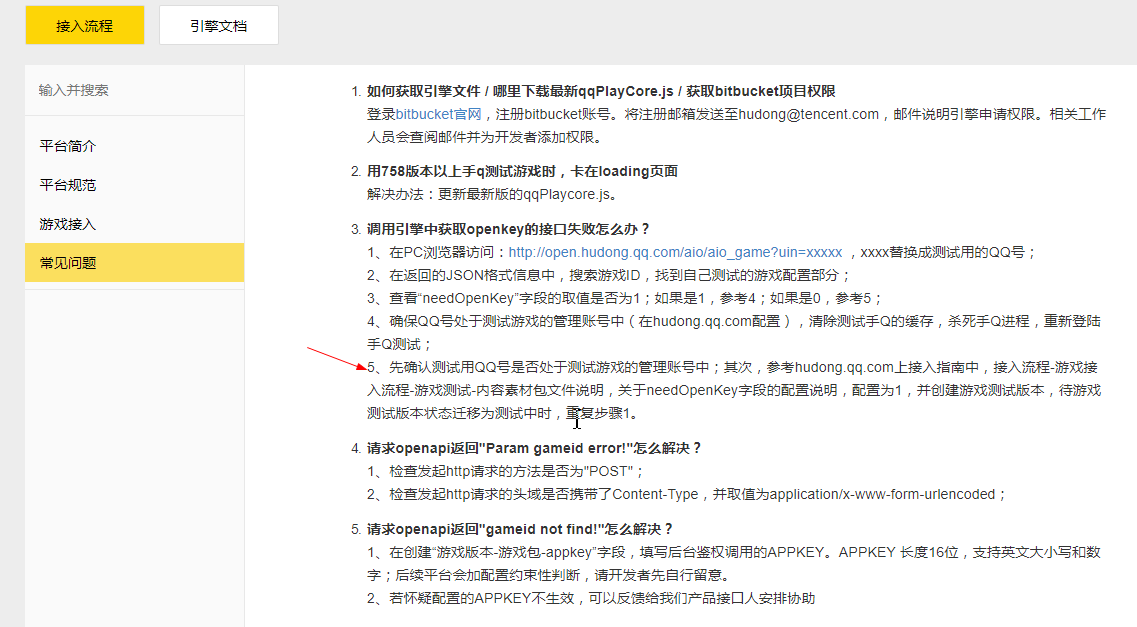 接入流程
引擎文档
输入并搜索
平台简介
平台规范
游戏接入
常见问题
1. 如何获取引擎文件 / 哪里下载最新qqPlayCore.js / 获取bitbucket项目权限
登录bitbucket官网，注册bitbucket账号。将注册邮箱发送至hudong@tencent.com，邮件说明引擎申请权限。相关工作
人员会查阅邮件并为开发者添加权限。
2. 用758版本以上手q测试游戏时，卡在loading页面
解决办法：更新最新版的qqPlaycore.js。
3. 调用引擎中获取openkey的接口失败怎么办？
1、在PC浏览器访问：http://open.hudong.qq.com/aio/aio_game?uin=xxxxx ，xxxx替换成测试用的QQ号；
2、在返回的JSON格式信息中，搜索游戏ID，找到自己测试的游戏配置部分；
3、查看“needOpenKey”字段的取值是否为1；如果是1，参考4；如果是0，参考5；
4、确保QQ号处于测试游戏的管理账号中（在hudong.qq.com配置），清除测试手Q的缓存，杀死手Q进程，重新登陆
手Q测试；
5、先确认测试用QQ号是否处于测试游戏的管理账号中；其次，参考hudong.qq.com上接入指南中，接入流程-游戏接
入流程-游戏测试-内容素材包文件说明，关于needOpenKey字段的配置说明，配置为1，并创建游戏测试版本，待游戏
测试版本状态迁移为测试中时，重复步骤1。
4. 请求openapi返回"Param gameid error!"怎么解决？
1、检查发起http请求的方法是否为"POST"；
2、检查发起http请求的头域是否携带了Content-Type，并取值为application/x-www-form-urlencoded；
5. 请求openapi返回"gameid not find!"怎么解决？
1、在创建“游戏版本-游戏包-appkey”字段，填写后台鉴权调用的APPKEY。APPKEY 长度16位，支持英文大小写和数
字；后续平台会加配置约束性判断，请开发者先自行留意。
2、若怀疑配置的APPKEY不生效，可以反馈给我们产品接口人安排协助